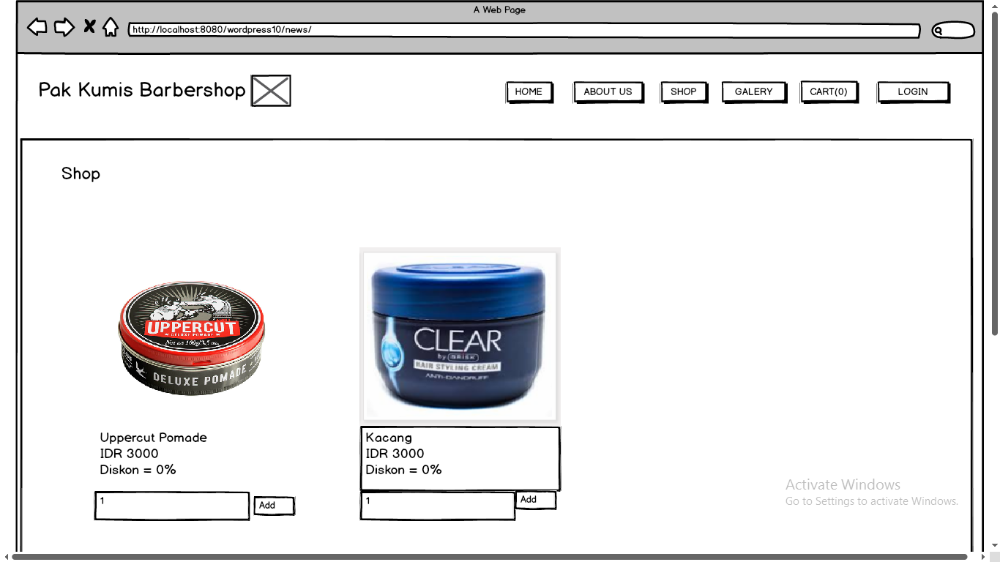 A Web Page
http://localhost:8080/wordpress10/news/
Pak Kumis Barbershop
HOME
ABOUT US
SHOP
GALERY
CART(0)
LOGIN
Shop
UPPERCUT
DELUXE POMADE
Net wt 100g/3.5 oz.
DELUXE POMADE
CLEAR
by BRISK
HAIR STYLING CREAM
ANTI-DANDRUFF
Uppercut Pomade
IDR 3000
Diskon = 0%
1
Add
Kacang
IDR 3000
Diskon = 0%
1
Add
Activate Windows
Go to Settings to activate Windows.